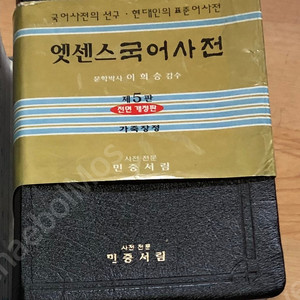 국어사전의 선구·현대인의 표준어사전
엣센스국어사전
문학박사 이희승 감수
제5판
전면 개정판
가죽장정
사전 전문
민중서림
사전 전문
민중서림